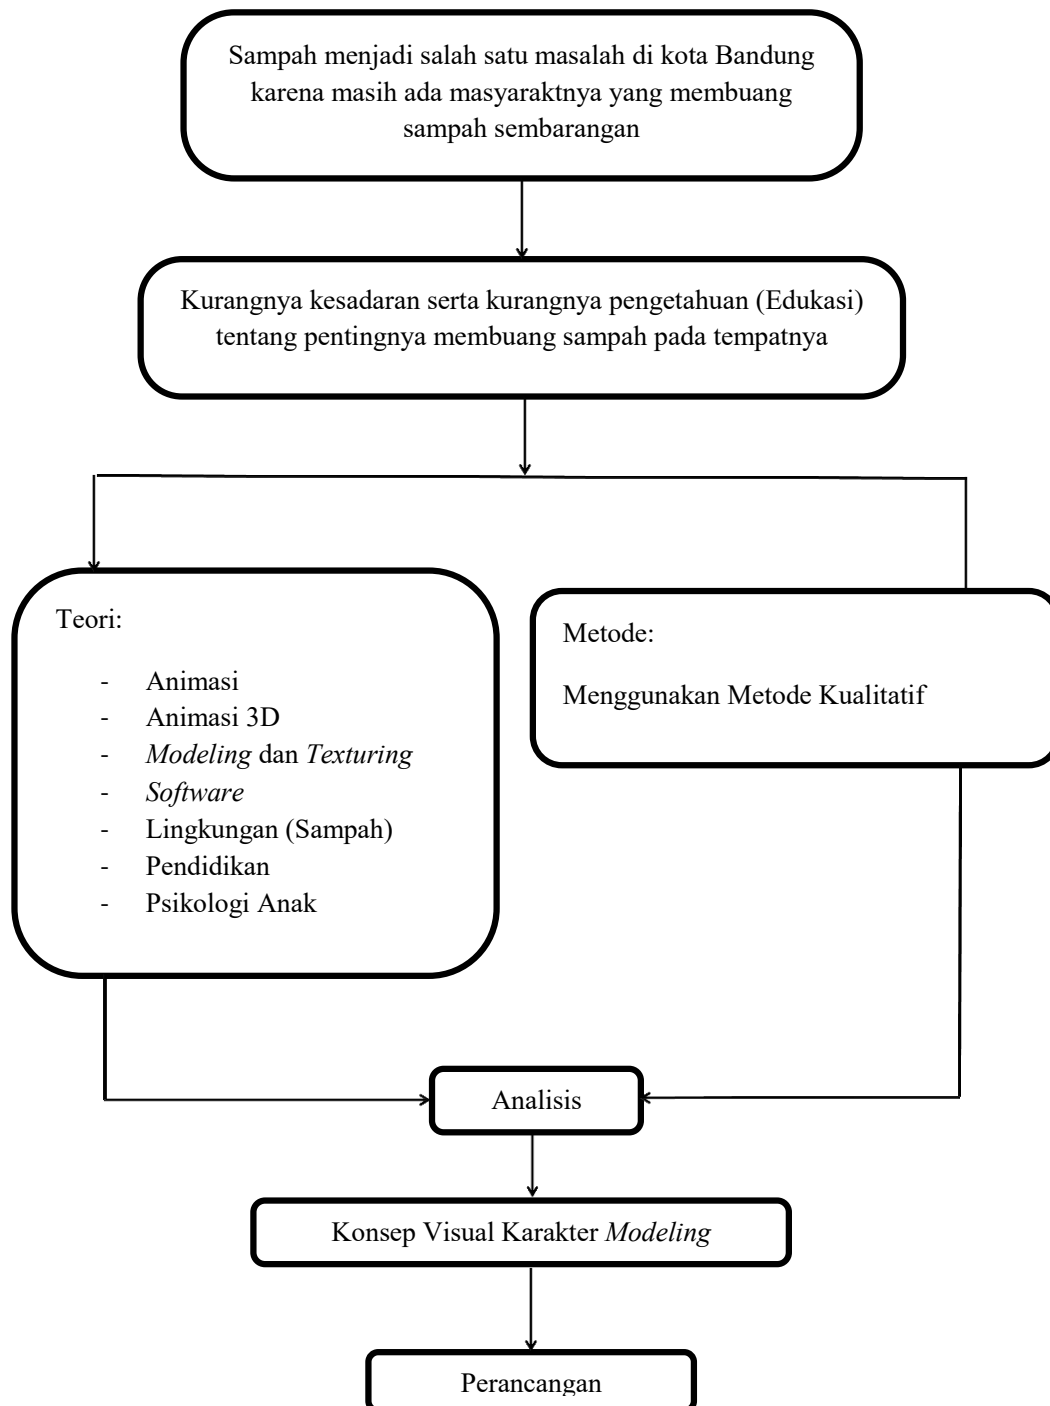 Sampah menjadi salah satu masalah di kota Bandung
karena masih ada masyaraktnya yang membuang
sampah sembarangan
Kurangnya kesadaran serta kurangnya pengetahuan (Edukasi)
tentang pentingnya membuang sampah pada tempatnya
Teori:
- Animasi
- Animasi 3D
- Modeling dan Texturing
- Software
- Lingkungan (Sampah)
- Pendidikan
- Psikologi Anak
Metode:
Menggunakan Metode Kualitatif
Analisis
Konsep Visual Karakter Modeling
Perancangan